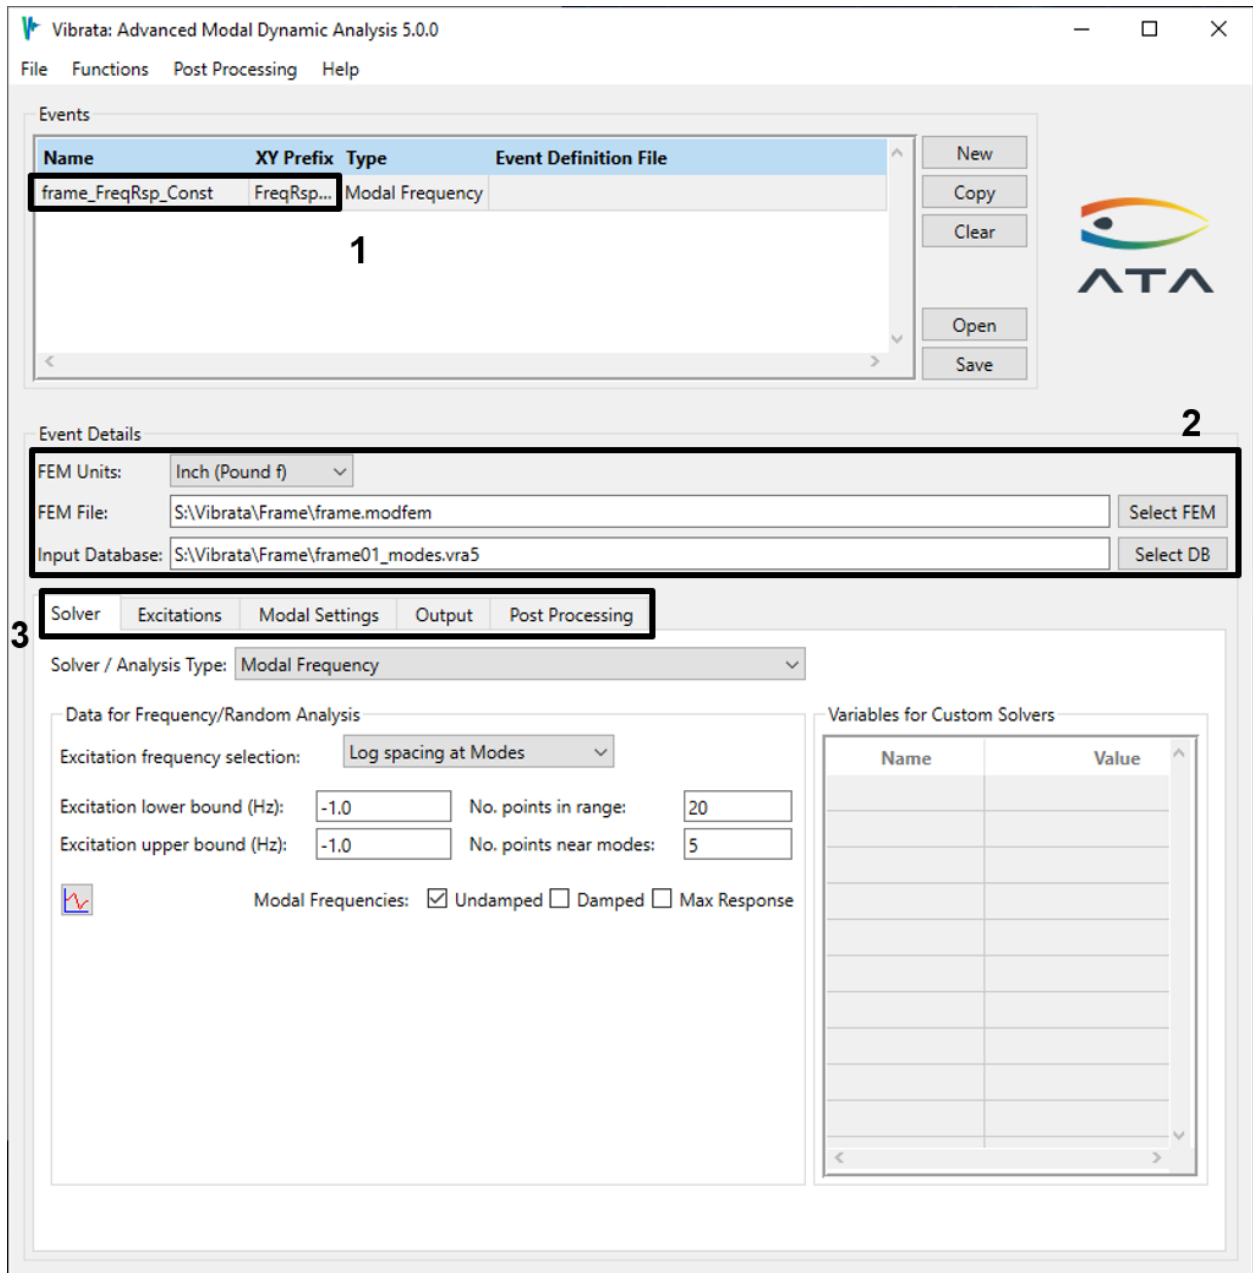 Vibrata: Advanced Modal Dynamic Analysis 5.0.0
File Functions Post Processing Help
Events
Name XY Prefix Type Event Definition File
frame_FreqRsp_Const FreqRsp... Modal Frequency
1
New
Copy
Clear
Open
Save
ATA
Event Details
2
FEM Units: Inch (Pound f)
FEM File: S:\Vibrata\Frame\frame.modfem Select FEM
Input Database: S:\Vibrata\Frame\frame01_modes.vra5 Select DB
3
Solver Excitations Modal Settings Output Post Processing
Solver / Analysis Type: Modal Frequency
Data for Frequency/Random Analysis
Excitation frequency selection: Log spacing at Modes
Excitation lower bound (Hz): -1.0 No. points in range: 20
Excitation upper bound (Hz): -1.0 No. points near modes: 5
Modal Frequencies: Undamped Damped Max Response
Variables for Custom Solvers
Name Value